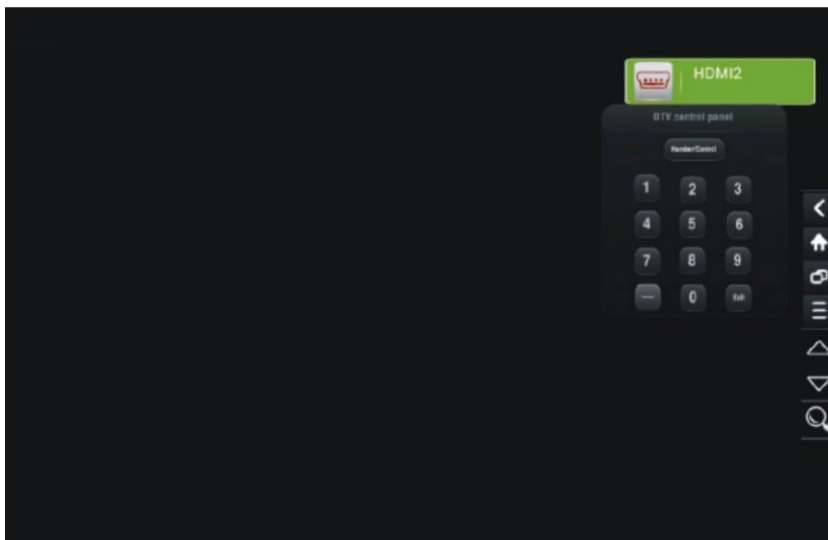 HDMI2
DTV control panel
Number/Control
1 2 3
4 5 6
7 8 9
— 0 Exit